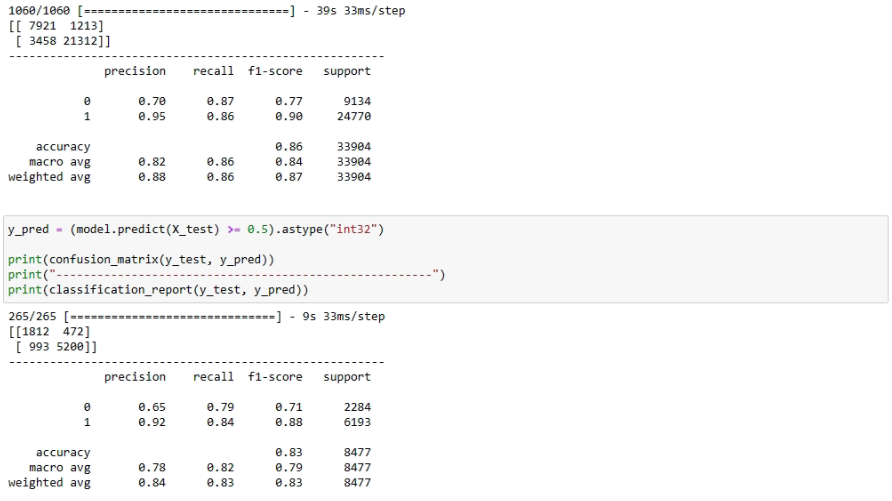 1060/1060 [==============================] - 39s 33ms/step
[[ 7921  1213]
 [ 3458 21312]]
-------------------------------------------------------
              precision    recall  f1-score   support

           0       0.70      0.87      0.77      9134
           1       0.95      0.86      0.90     24770

    accuracy                           0.86     33904
   macro avg       0.82      0.86      0.84     33904
weighted avg       0.88      0.86      0.87     33904

y_pred = (model.predict(X_test) >= 0.5).astype("int32")

print(confusion_matrix(y_test, y_pred))
print("-------------------------------------------------------")
print(classification_report(y_test, y_pred))
265/265 [==============================] - 9s 33ms/step
[[1812  472]
 [ 993 5200]]
-------------------------------------------------------
              precision    recall  f1-score   support

           0       0.65      0.79      0.71      2284
           1       0.92      0.84      0.88      6193

    accuracy                           0.83      8477
   macro avg       0.78      0.82      0.79      8477
weighted avg       0.84      0.83      0.83      8477